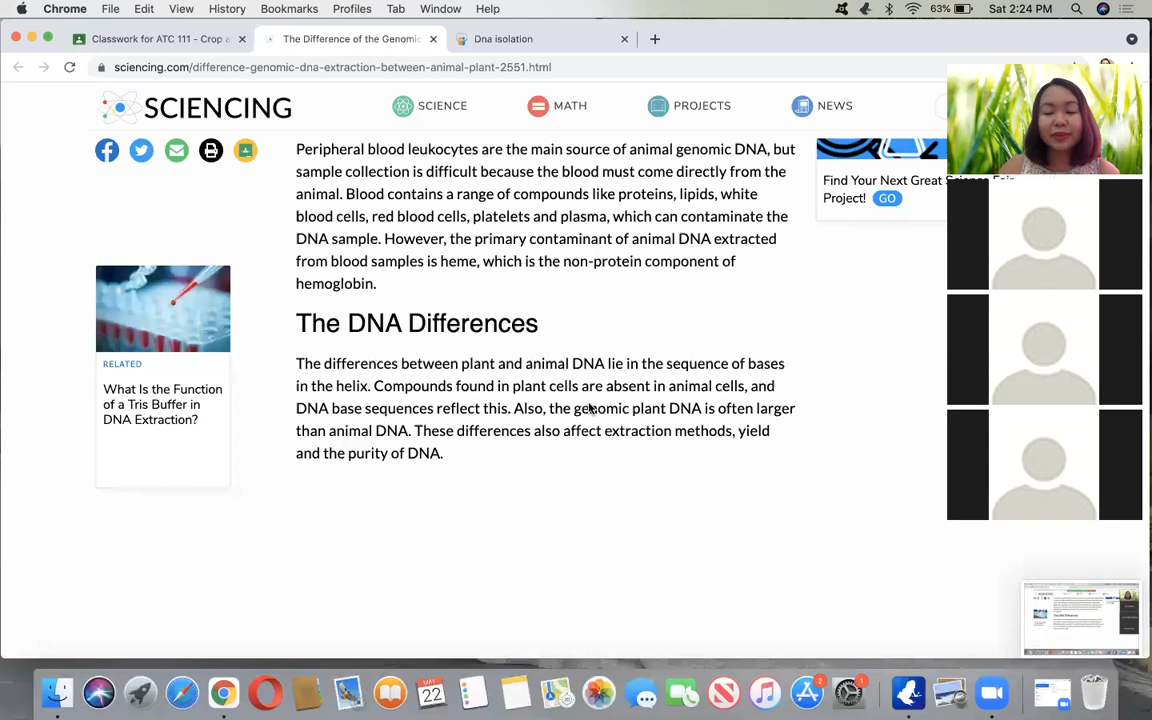 Chrome File Edit View History Bookmarks Profiles Tab Window Help
63% Sat 2:24 PM
Classwork for ATC 111 - Crop a
The Difference of the Genomic
Dna isolation
sciencing.com/difference-genomic-dna-extraction-between-animal-plant-2551.html
SCIENCING
SCIENCE
MATH
PROJECTS
NEWS
Peripheral blood leukocytes are the main source of animal genomic DNA, but
sample collection is difficult because the blood must come directly from the
animal. Blood contains a range of compounds like proteins, lipids, white
blood cells, red blood cells, platelets and plasma, which can contaminate the
DNA sample. However, the primary contaminant of animal DNA extracted
from blood samples is heme, which is the non-protein component of
hemoglobin.
Find Your Next Great Science Fair
Project! GO
The DNA Differences
The differences between plant and animal DNA lie in the sequence of bases
in the helix. Compounds found in plant cells are absent in animal cells, and
DNA base sequences reflect this. Also, the genomic plant DNA is often larger
than animal DNA. These differences also affect extraction methods, yield
and the purity of DNA.
RELATED
What Is the Function
of a Tris Buffer in
DNA Extraction?
MAY
22
2
1